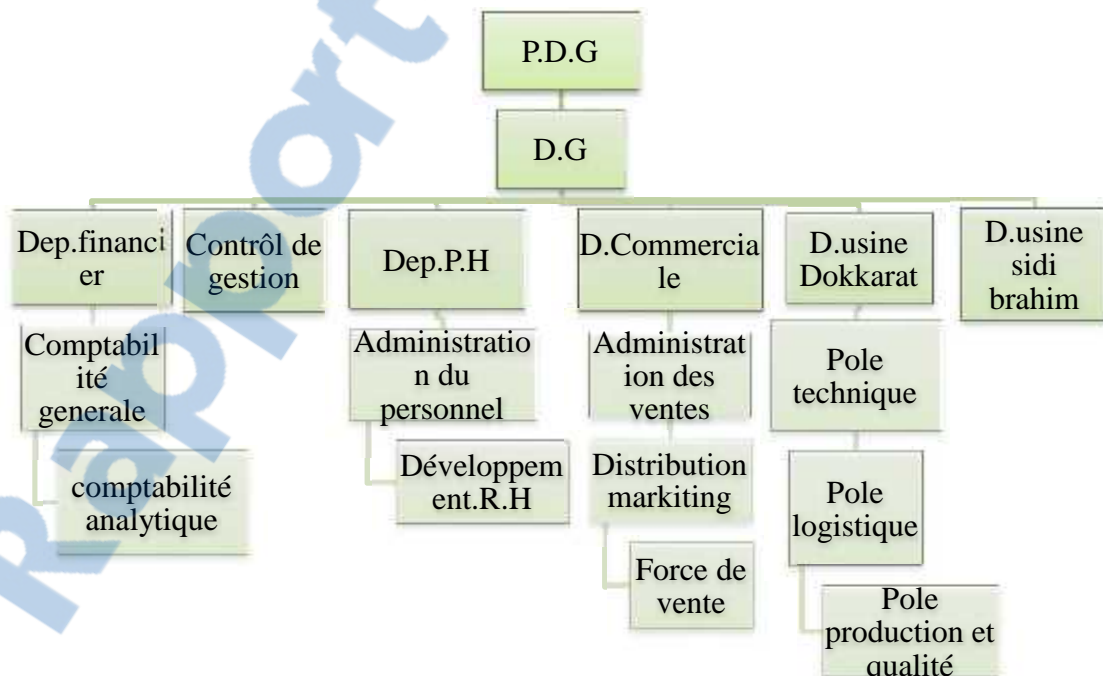 P.D.G
D.G
Dep.financi
er
Contrôl de
gestion
Dep.P.H
D.Commercia
le
D.usine
Dokkarat
D.usine
sidi
brahim
Comptabil
ité
generale
Administratio
n du
personnel
Administrat
ion des
ventes
Pole
technique
comptabilité
analytique
Développem
ent.R.H
Distribution
markiting
Pole
logistique
Force de
vente
Pole
production et
qualité
Rapport